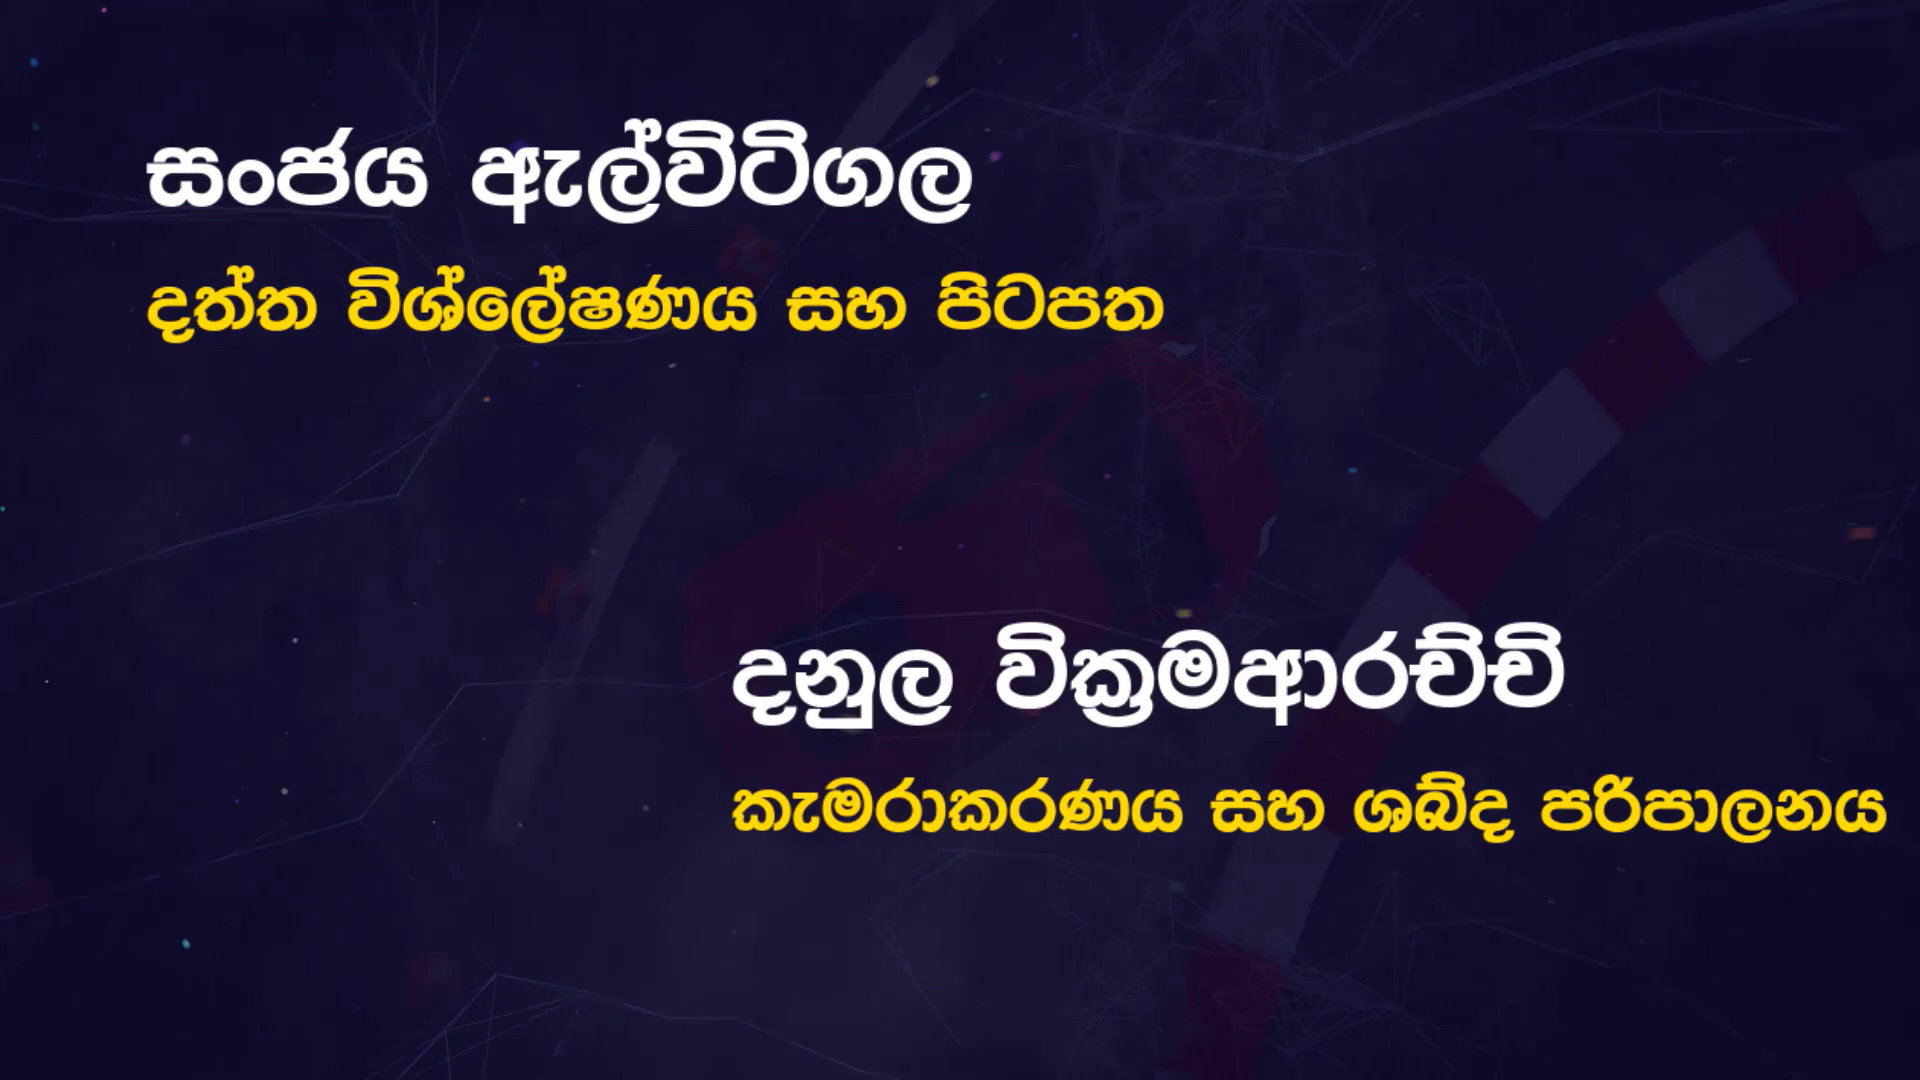 සංජය ඇල්විටිගල
දත්ත විශ්ලේෂණය සහ පිටපත
දනුල වික්‍රමආරච්චි
කැමරාකරණය සහ ශබ්ද පරිපාලනය